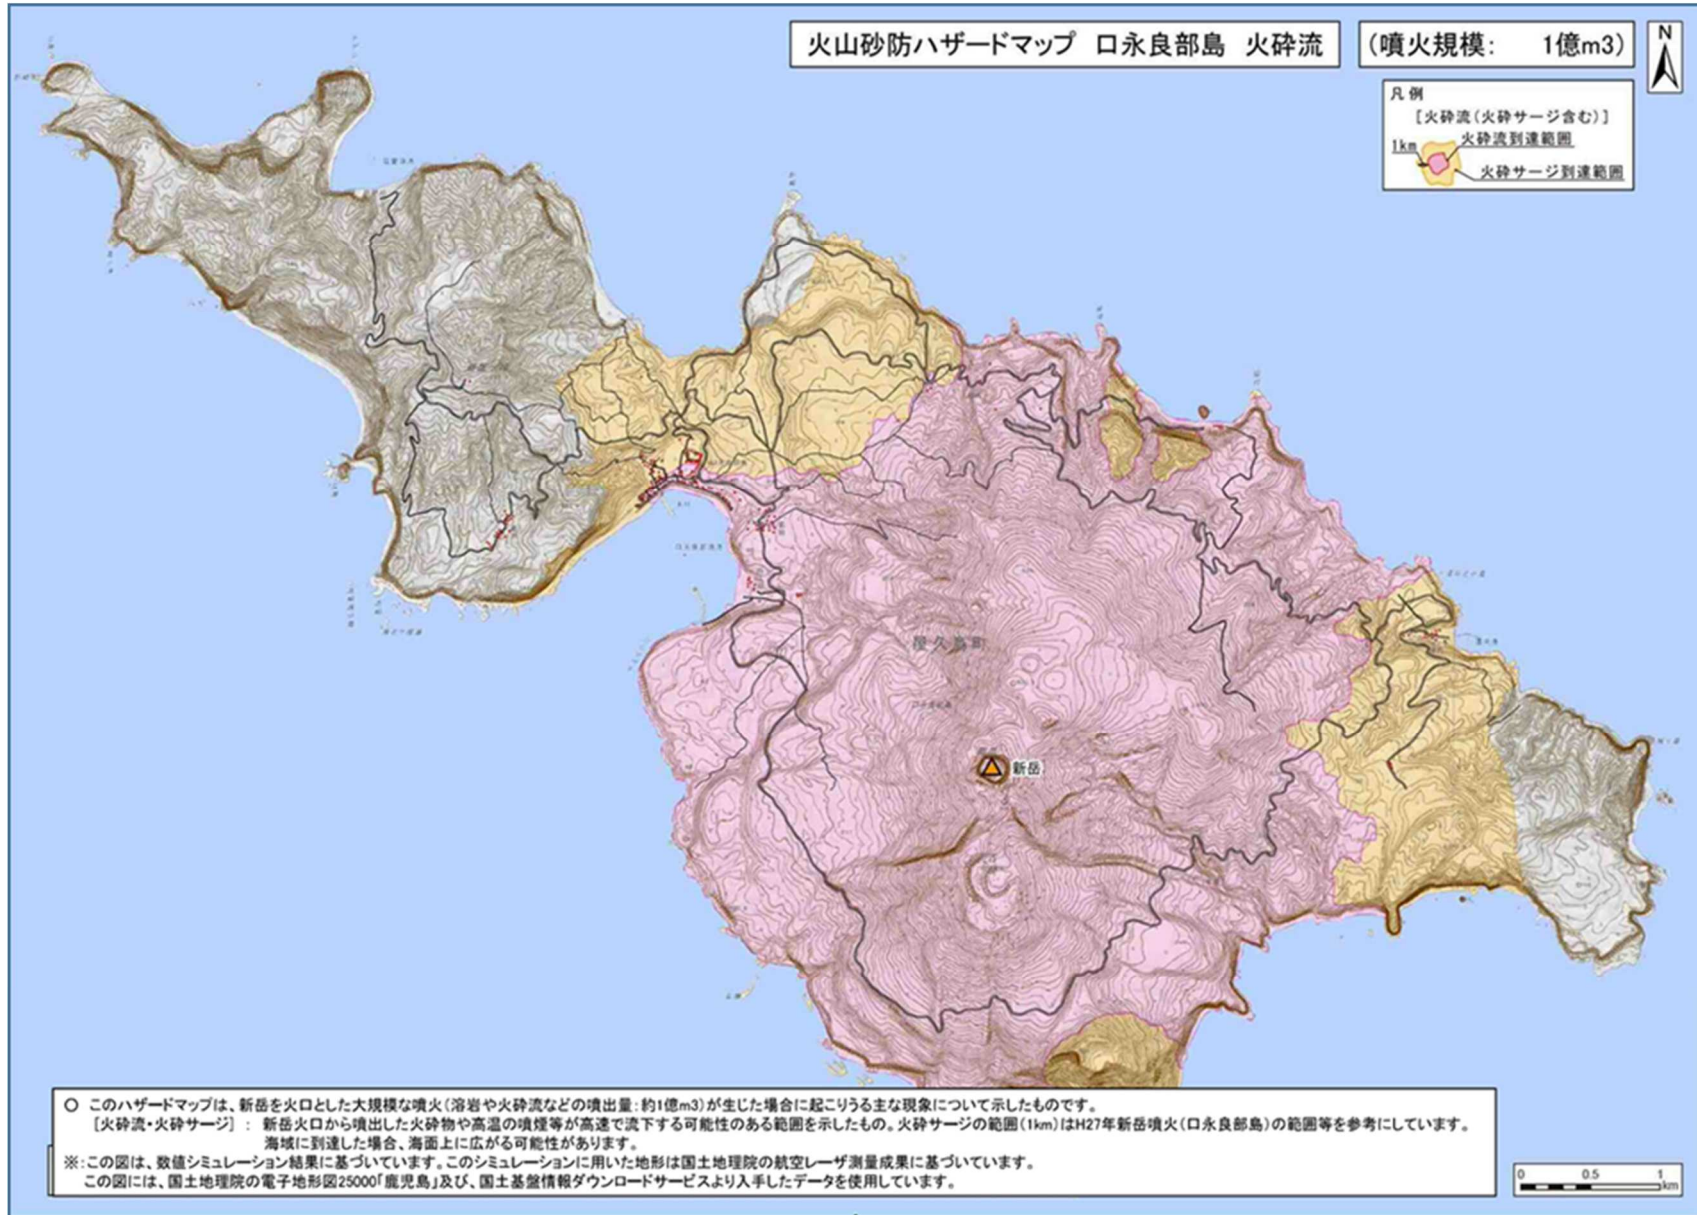 火山砂防ハザードマップ 口永良部島 火砕流
(噴火規模: 1億m3)
N
凡例
[火砕流(火砕サージ含む)]
火砕流到達範囲
1km
火砕サージ到達範囲
屋久島町
新岳
○ このハザードマップは、新岳を火口とした大規模な噴火(溶岩や火砕流などの噴出量:約1億m3)が生じた場合に起こりうる主な現象について示したものです。
[火砕流・火砕サージ] : 新岳火口から噴出した火砕物や高温の噴煙等が高速で流下する可能性のある範囲を示したもの。火砕サージの範囲(1km)はH27年新岳噴火(口永良部島)の範囲等を参考にしています。
海域に到達した場合、海面上に広がる可能性があります。
※:この図は、数値シミュレーション結果に基づいています。このシミュレーションに用いた地形は国土地理院の航空レーザ測量成果に基づいています。
この図には、国土地理院の電子地形図25000「鹿児島」及び、国土基盤情報ダウンロードサービスより入手したデータを使用しています。
0 0.5 1
km